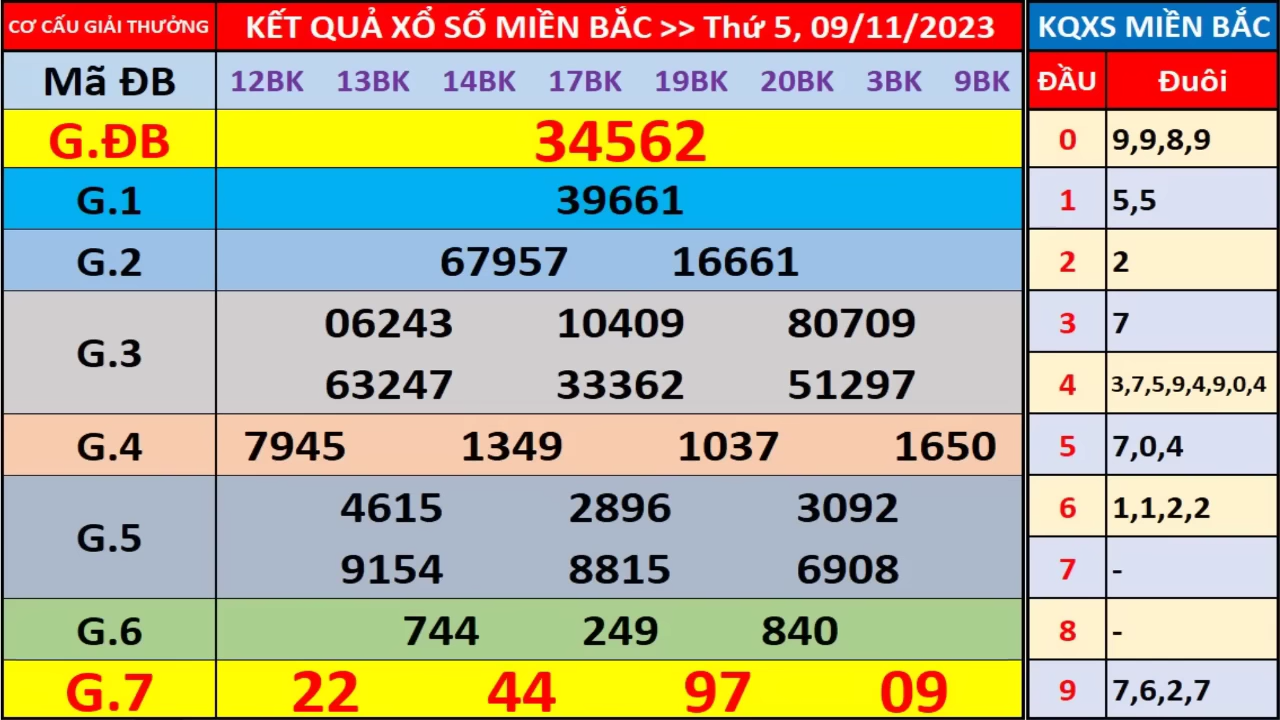 CƠ CẤU GIẢI THƯỞNG
KẾT QUẢ XỔ SỐ MIỀN BẮC >> Thứ 5, 09/11/2023
Mã ĐB 12BK 13BK 14BK 17BK 19BK 20BK 3BK 9BK
G.ĐB 34562
G.1 39661
G.2 67957 16661
G.3 06243 10409 80709
63247 33362 51297
G.4 7945 1349 1037 1650
G.5 4615 2896 3092
9154 8815 6908
G.6 744 249 840
G.7 22 44 97 09
KQXS MIỀN BẮC
ĐẦU Đuôi
0 9,9,8,9
1 5,5
2 2
3 7
4 3,7,5,9,4,9,0,4
5 7,0,4
6 1,1,2,2
7 -
8 -
9 7,6,2,7